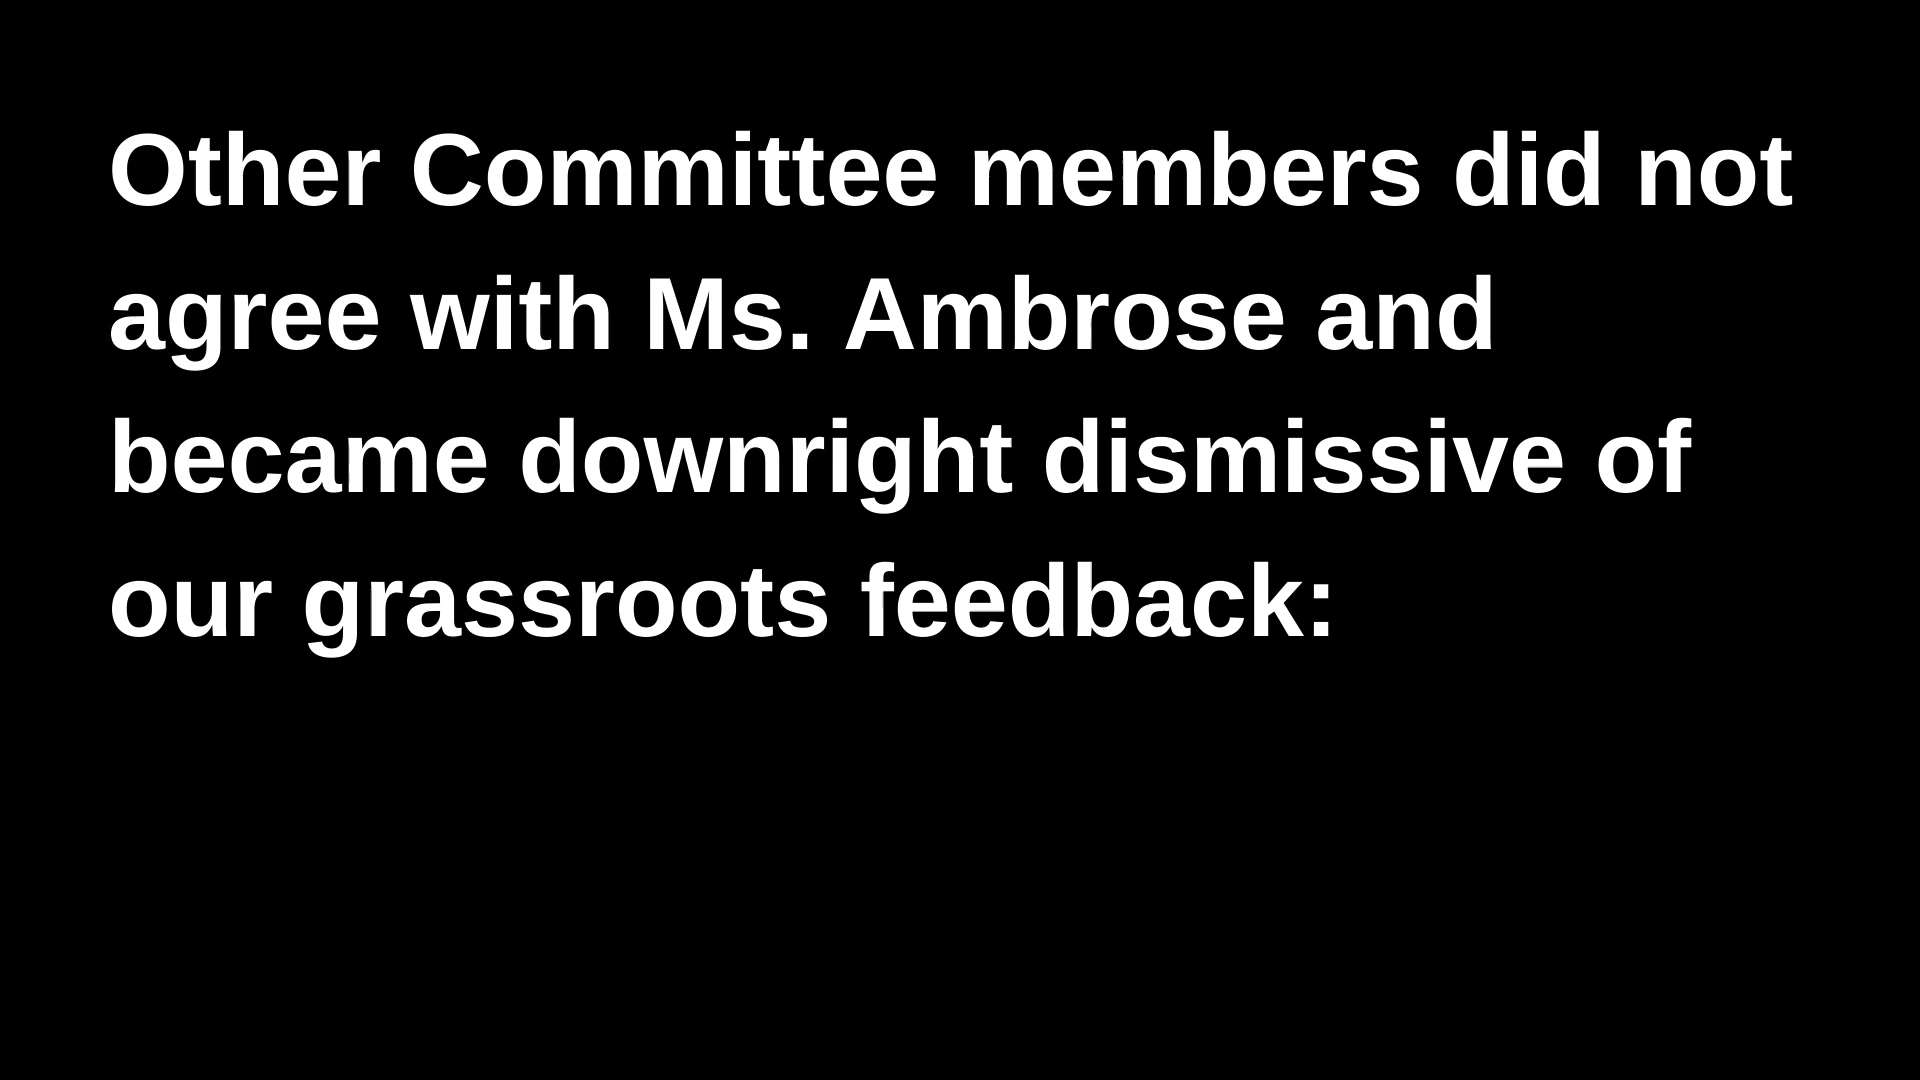 Other Committee members did not
agree with Ms. Ambrose and
became downright dismissive of
our grassroots feedback: